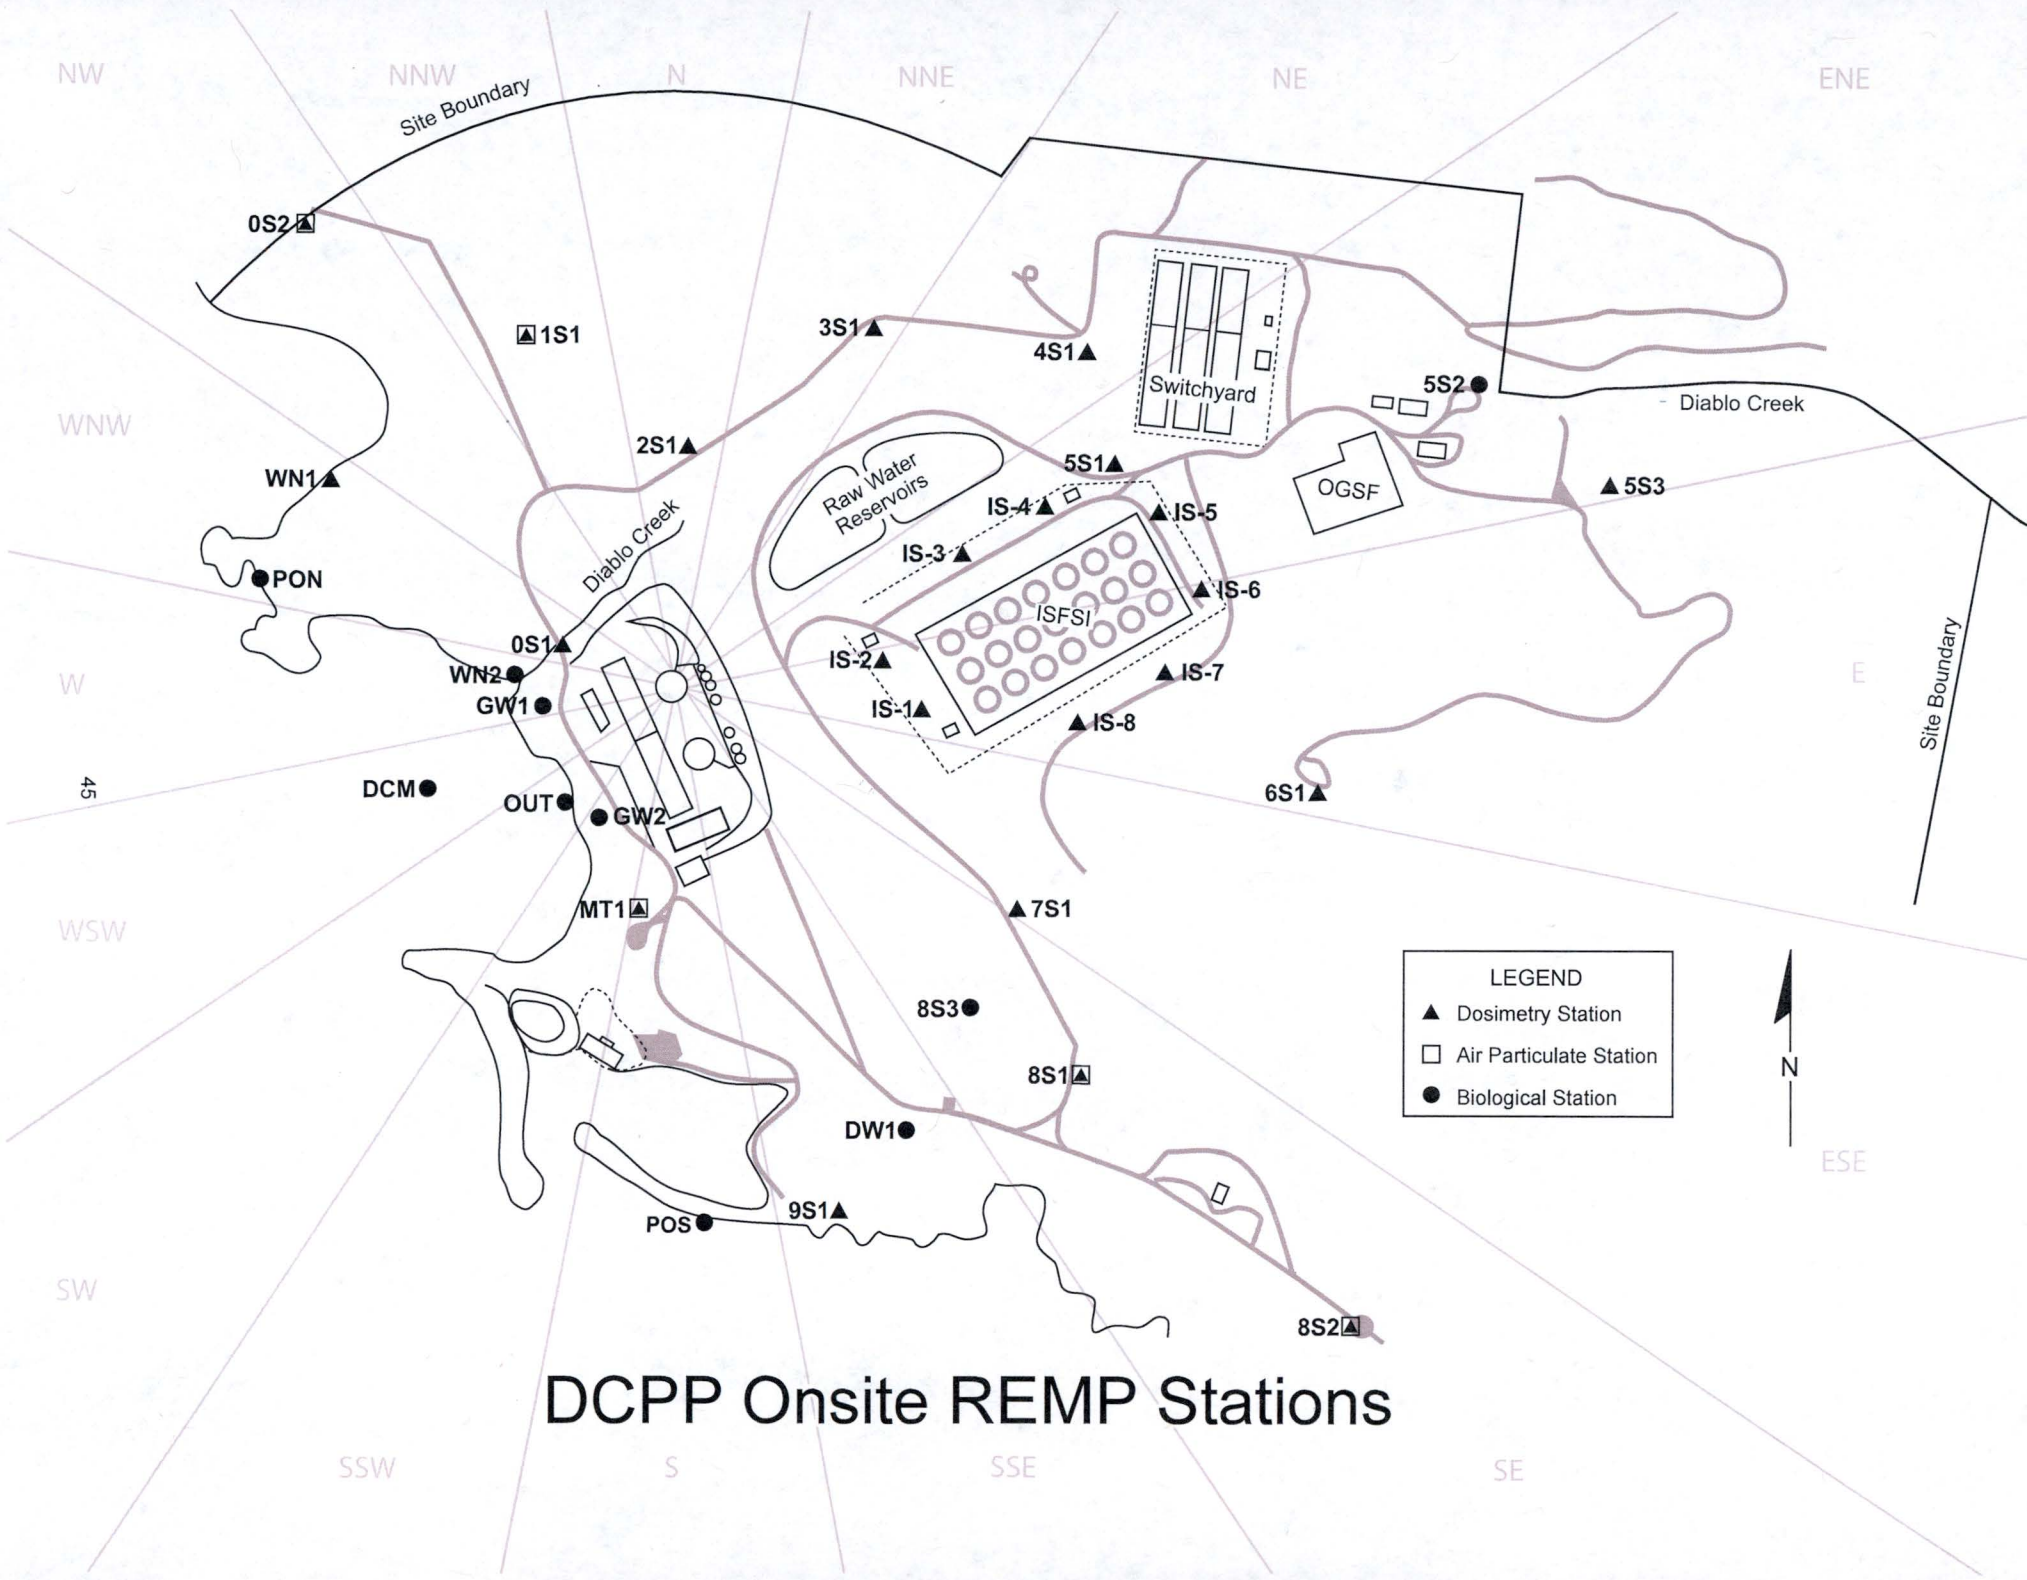 NW
NNW
N
NNE
NE
ENE
Site Boundary
0S2
1S1
3S1
4S1
Switchyard
5S2
Diablo Creek
2S1
WN1
Raw Water
Reservoirs
5S1
OGSF
5S3
WNW
Diablo Creek
IS-4
IS-5
IS-3
PON
IS-6
ISFSI
0S1
WN2
IS-2
IS-7
W
E
GW1
IS-1
IS-8
Site Boundary
45
DCM
OUT
GW2
6S1
MT1
7S1
WSW
8S3
LEGEND
Dosimetry Station
Air Particulate Station
Biological Station
N
8S1
DW1
ESE
9S1
POS
SW
8S2
DCPP Onsite REMP Stations
SSW
S
SSE
SE